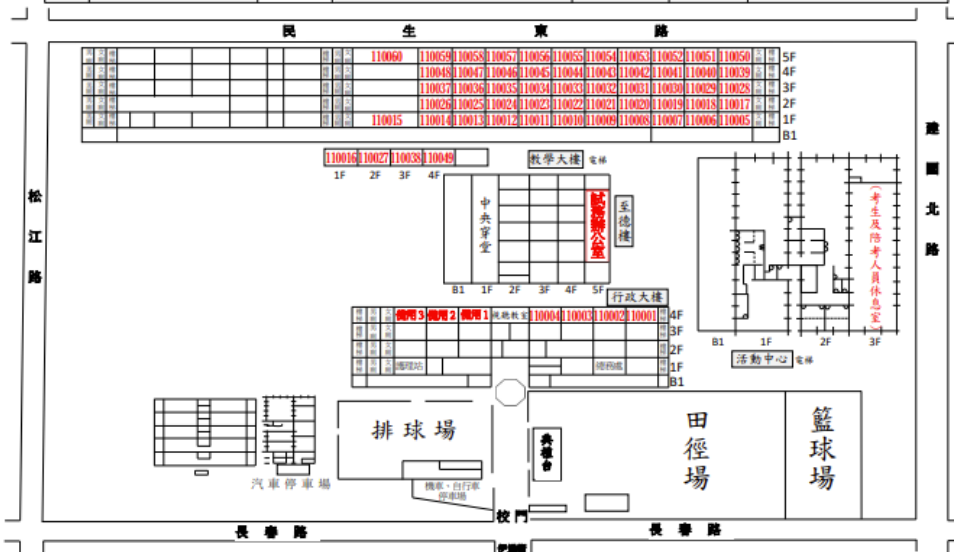 民生東路
110060 110059 110058 110057 110056 110055 110054 110053 110052 110051 110050 5F
110048 110047 110046 110045 110044 110043 110042 110041 110040 110039 4F
110037 110036 110035 110034 110033 110032 110031 110030 110029 110028 3F
110026 110025 110024 110023 110022 110021 110020 110019 110018 110017 2F
110015 110014 110013 110012 110011 110010 110009 110008 110007 110006 110005 1F
B1
建國北路
松江路
110016 110027 110038 110049
1F 2F 3F 4F
教學大樓 電梯
中央穿堂
試務辦公室
至德樓
B1 1F 2F 3F 4F 5F
(考生及陪考人員休息室)
B1 1F 2F 3F
活動中心 電梯
行政大樓
備用3 備用2 備用1 視聽教室 110004 110003 110002 110001 4F
3F
2F
護理站 總務處 1F
B1
排球場
田徑場
籃球場
典禮台
汽車停車場
機車、自行車
停車場
校門
長春路
長春路